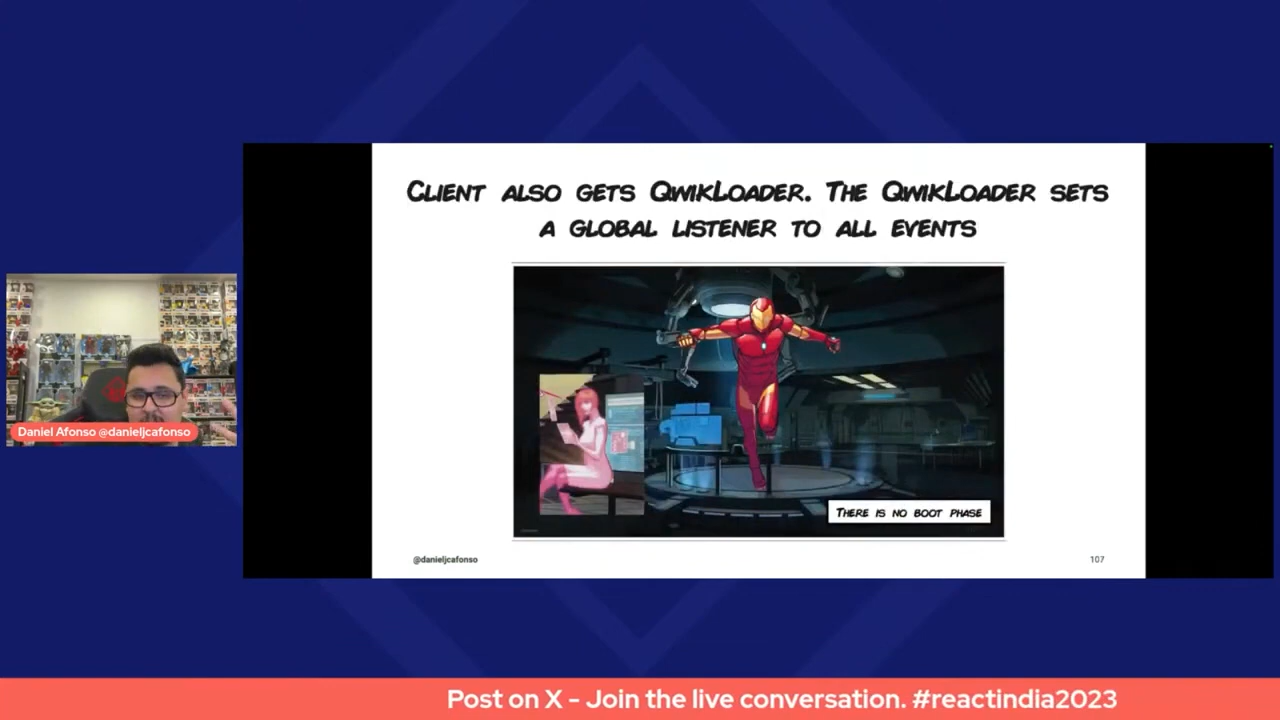 Client also gets QwikLoader. The QwikLoader sets
a global listener to all events
There is no boot phase
@danieljcafonso
107
Daniel Afonso @danieljcafonso
Post on X - Join the live conversation. #reactindia2023